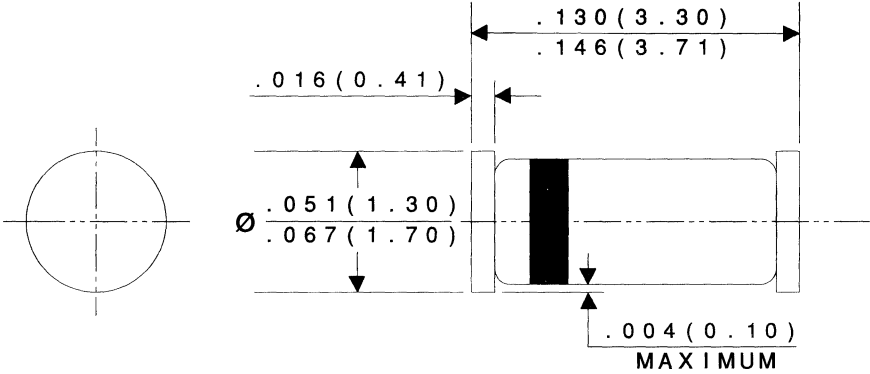 .130(3.30)
.146(3.71)
.016(0.41)
Ø .051(1.30)
.067(1.70)
.004(0.10)
MAXIMUM